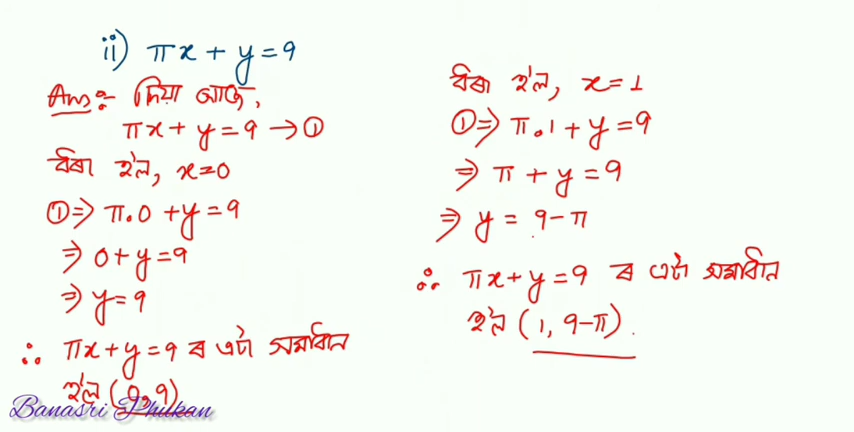 ii) πx + y = 9
Ans :- দিয়া আছে,
πx + y = 9 → ①
ধৰা হ'ল, x = 0
① ⇒ π.0 + y = 9
⇒ 0 + y = 9
⇒ y = 9
∴ πx + y = 9 ৰ এটা সমাধান
হ'ল (0, 9)
ধৰা হ'ল, x = 1
① ⇒ π.1 + y = 9
⇒ π + y = 9
⇒ y = 9 - π
∴ πx + y = 9 ৰ এটা সমাধান
হ'ল (1, 9-π).
Banasri Phukan